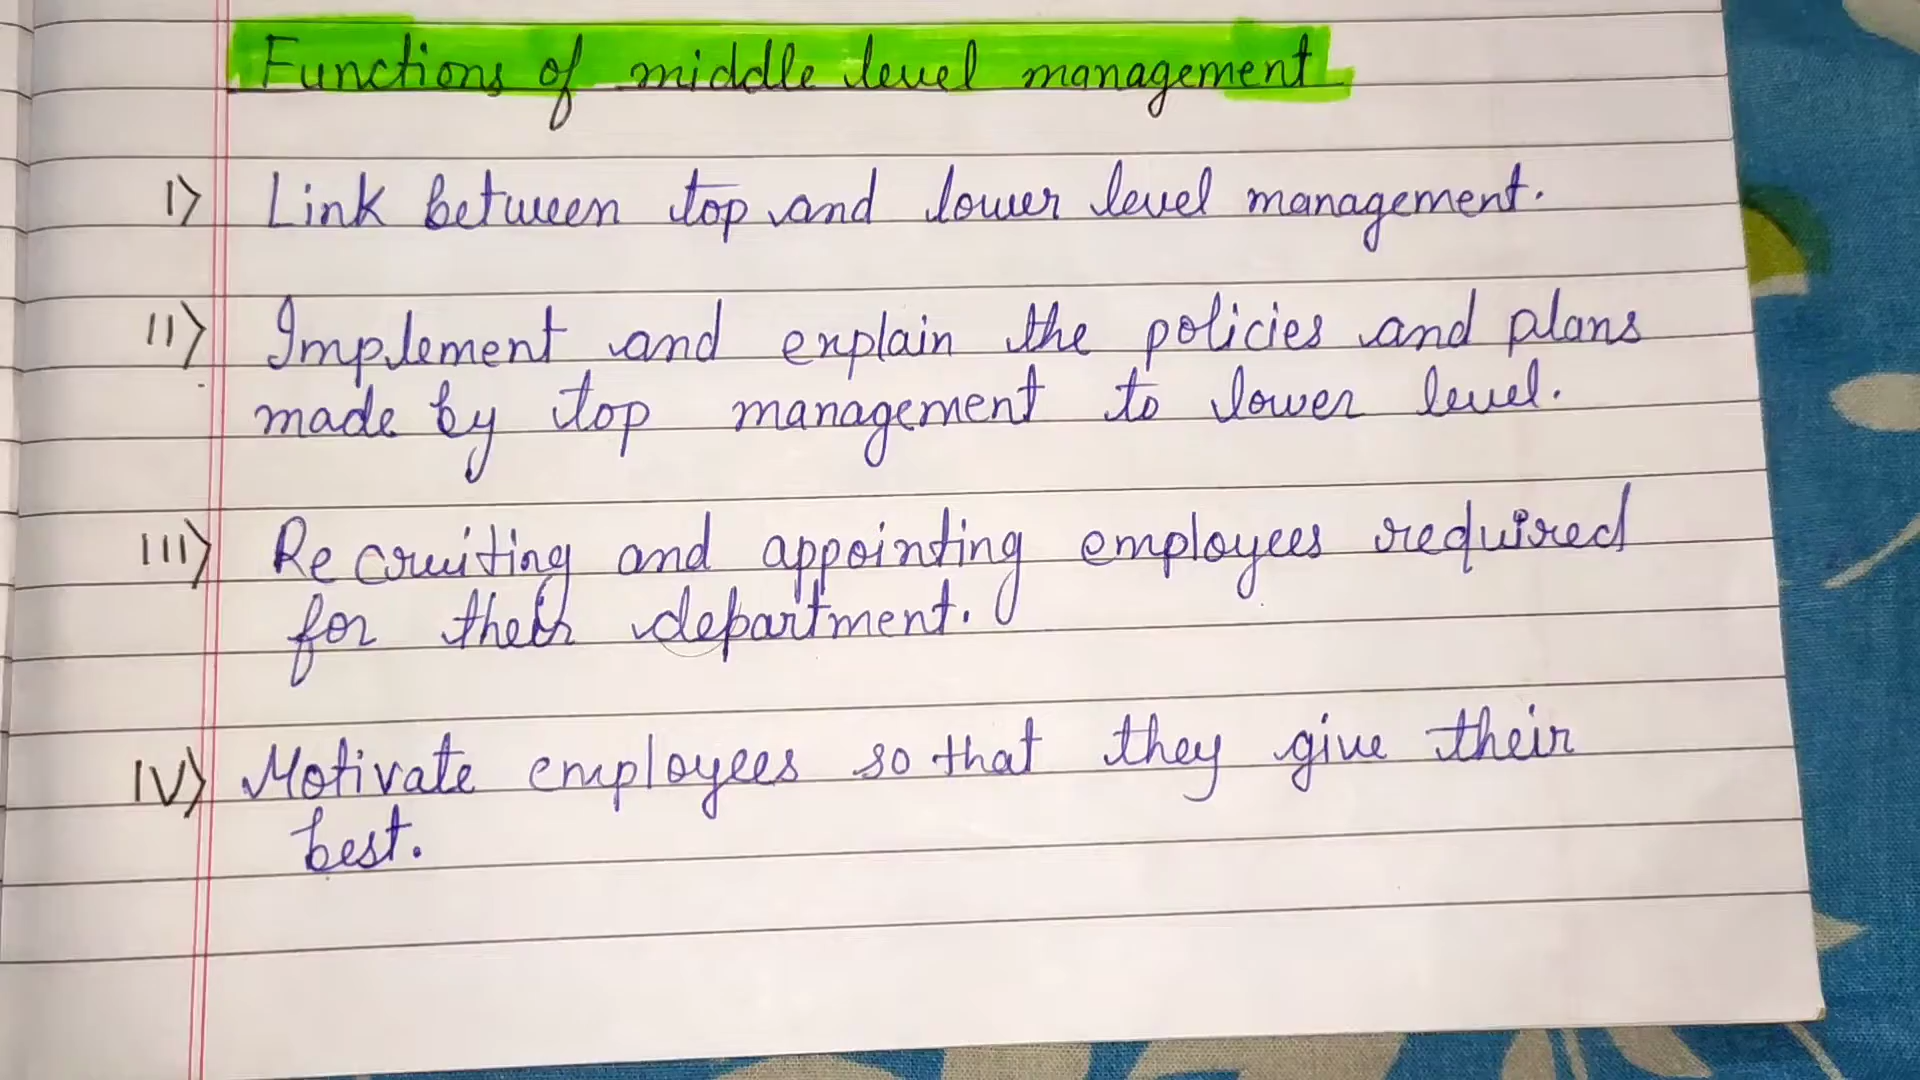 Functions of middle level management
I) Link between top and lower level management.
II) Implement and explain the policies and plans
made by top management to lower level.
III) Recruiting and appointing employees required
for their department.
IV) Motivate employees so that they give their
best.